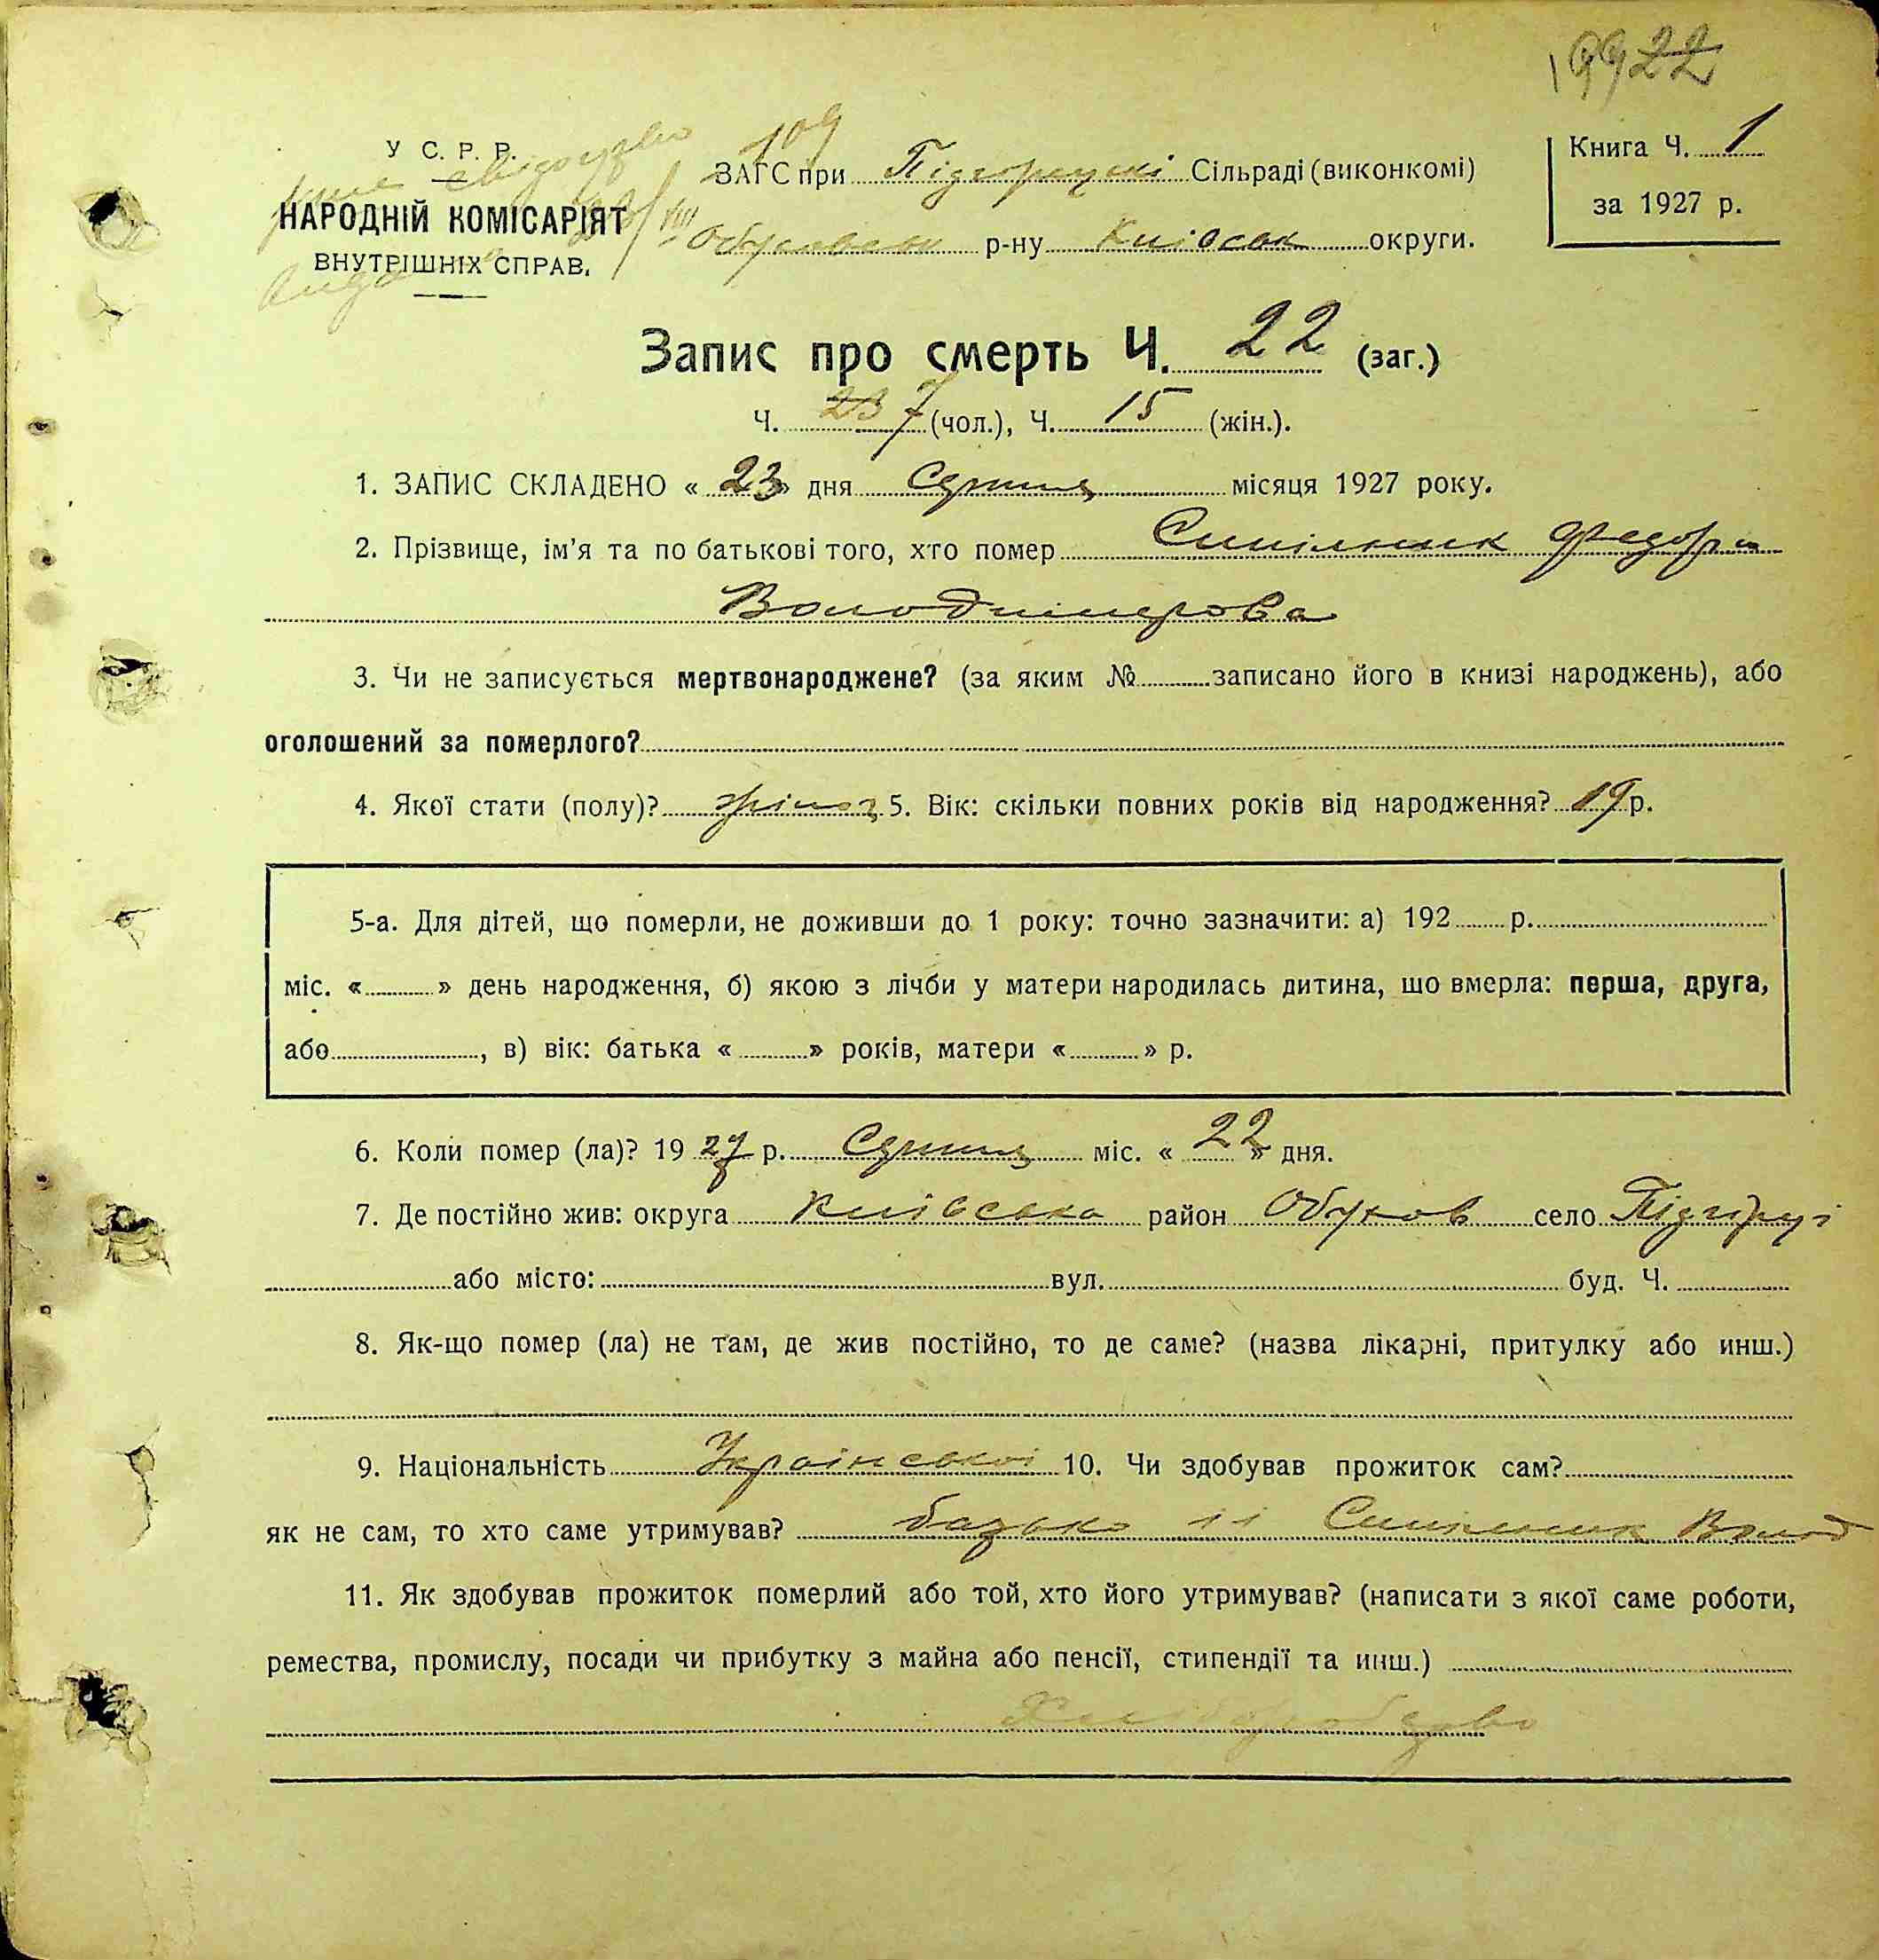 22
У С. Р. Р.
НАРОДНІЙ КОМІСАРІЯТ
ВНУТРІШНІХ СПРАВ.
109
ЗАГС при Підгорецькі Сільраді (виконкомі)
р-ну Київськ округи.
Книга Ч. 1
за 1927 р.
Запис про смерть Ч. 22 (заг.)
Ч. 7 (чол.), Ч. 15 (жін.).
1. ЗАПИС СКЛАДЕНО « 23 » дня Серпня місяця 1927 року.
2. Прізвище, ім’я та по батькові того, хто помер Синільник Федора
Володимерова
3. Чи не записується мертвонароджене? (за яким № записано його в книзі народжень), або
оголошений за померлого?
4. Якої стати (полу)? жіноч 5. Вік: скільки повних років від народження? 19 р.
5-а. Для дітей, що померли, не доживши до 1 року: точно зазначити: а) 192 р.
міс. « » день народження, б) якою з лічби у матери народилась дитина, що вмерла: перша, друга,
або , в) вік: батька « » років, матери « » р.
6. Коли помер (ла)? 1927 р. Серпня міс. « 22 » дня.
7. Де постійно жив: округа Київська район Обухов село Підгірці
або місто: вул. буд. Ч.
8. Як-що помер (ла) не там, де жив постійно, то де саме? (назва лікарні, притулку або инш.)
9. Національність Українськоі 10. Чи здобував прожиток сам?
як не сам, то хто саме утримував? батько іі Синільник Волод
11. Як здобував прожиток померлий або той, хто його утримував? (написати з якої саме роботи,
ремества, промислу, посади чи прибутку з майна або пенсії, стипендії та инш.)
Хліборобство